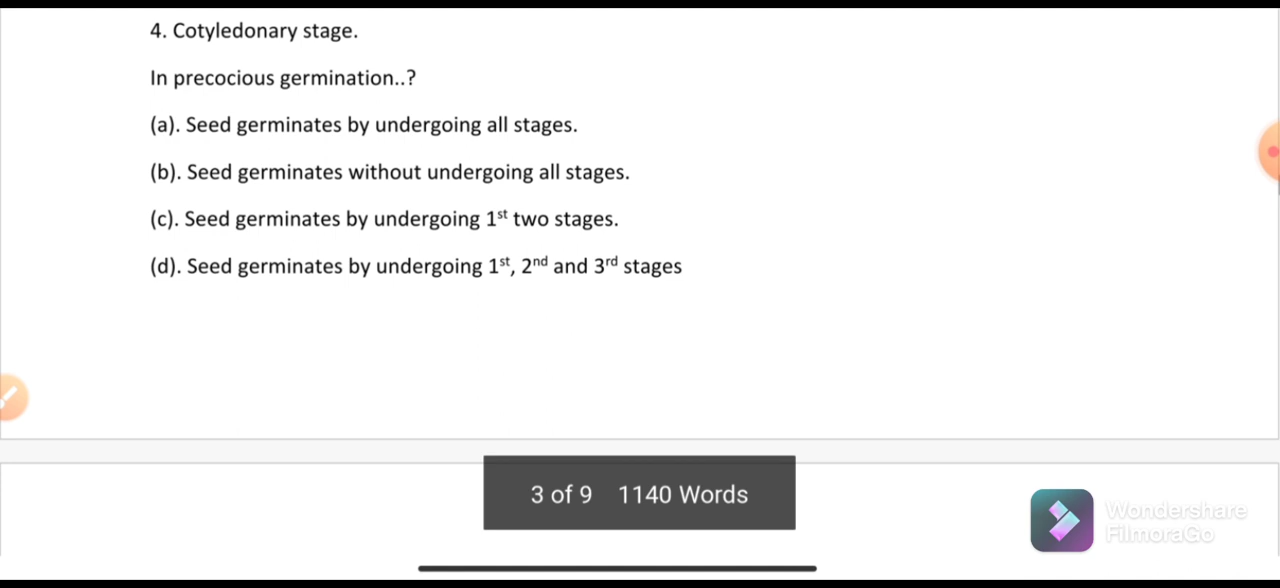 4. Cotyledonary stage.
In precocious germination..?
(a). Seed germinates by undergoing all stages.
(b). Seed germinates without undergoing all stages.
(c). Seed germinates by undergoing 1st two stages.
(d). Seed germinates by undergoing 1st, 2nd and 3rd stages
3 of 9 1140 Words
Wondershare
FilmoraGo